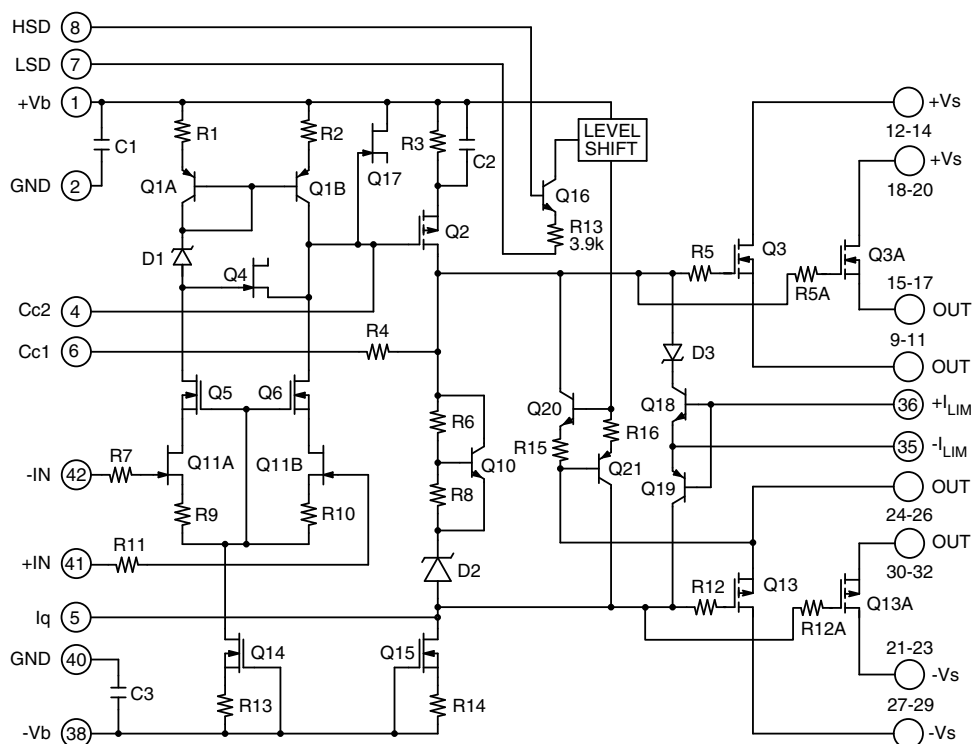 HSD 8
LSD 7
+Vb 1
+Vs
12-14
R1
R2
R3
C1
C2
LEVEL
SHIFT
+Vs
18-20
GND 2
Q1A
Q1B
Q17
Q16
Q2
R13
3.9k
D1
Q4
R5
Q3
Q3A
R5A
15-17
OUT
9-11
Cc2 4
Cc1 6
R4
D3
OUT
Q5
Q6
Q20
Q18
36 +ILIM
R6
R15
R16
35 -ILIM
Q11A
Q11B
Q10
Q21
Q19
-IN 42
R7
R8
OUT
24-26
R9
R10
OUT
30-32
+IN 41
R11
D2
R12
Q13
Q13A
R12A
Iq 5
21-23
GND 40
Q14
Q15
-Vs
27-29
C3
R13
R14
-Vb 38
-Vs